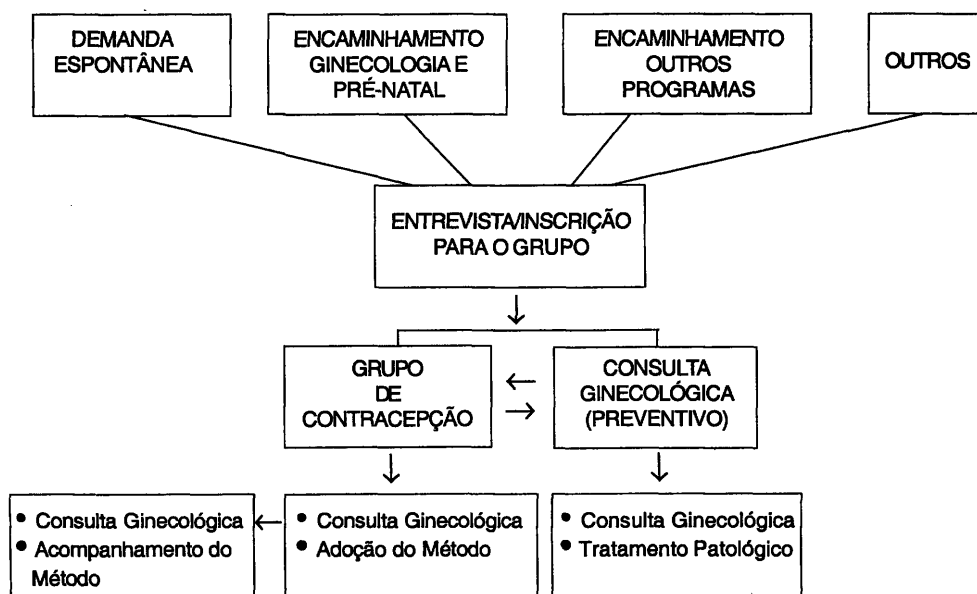 DEMANDA
ESPONTÂNEA
ENCAMINHAMENTO
GINECOLOGIA E
PRÉ-NATAL
ENCAMINHAMENTO
OUTROS
PROGRAMAS
OUTROS
ENTREVISTA/INSCRIÇÃO
PARA O GRUPO
GRUPO
DE
CONTRACEPÇÃO
CONSULTA
GINECOLÓGICA
(PREVENTIVO)
• Consulta Ginecológica
• Acompanhamento do
Método
• Consulta Ginecológica
• Adoção do Método
• Consulta Ginecológica
• Tratamento Patológico